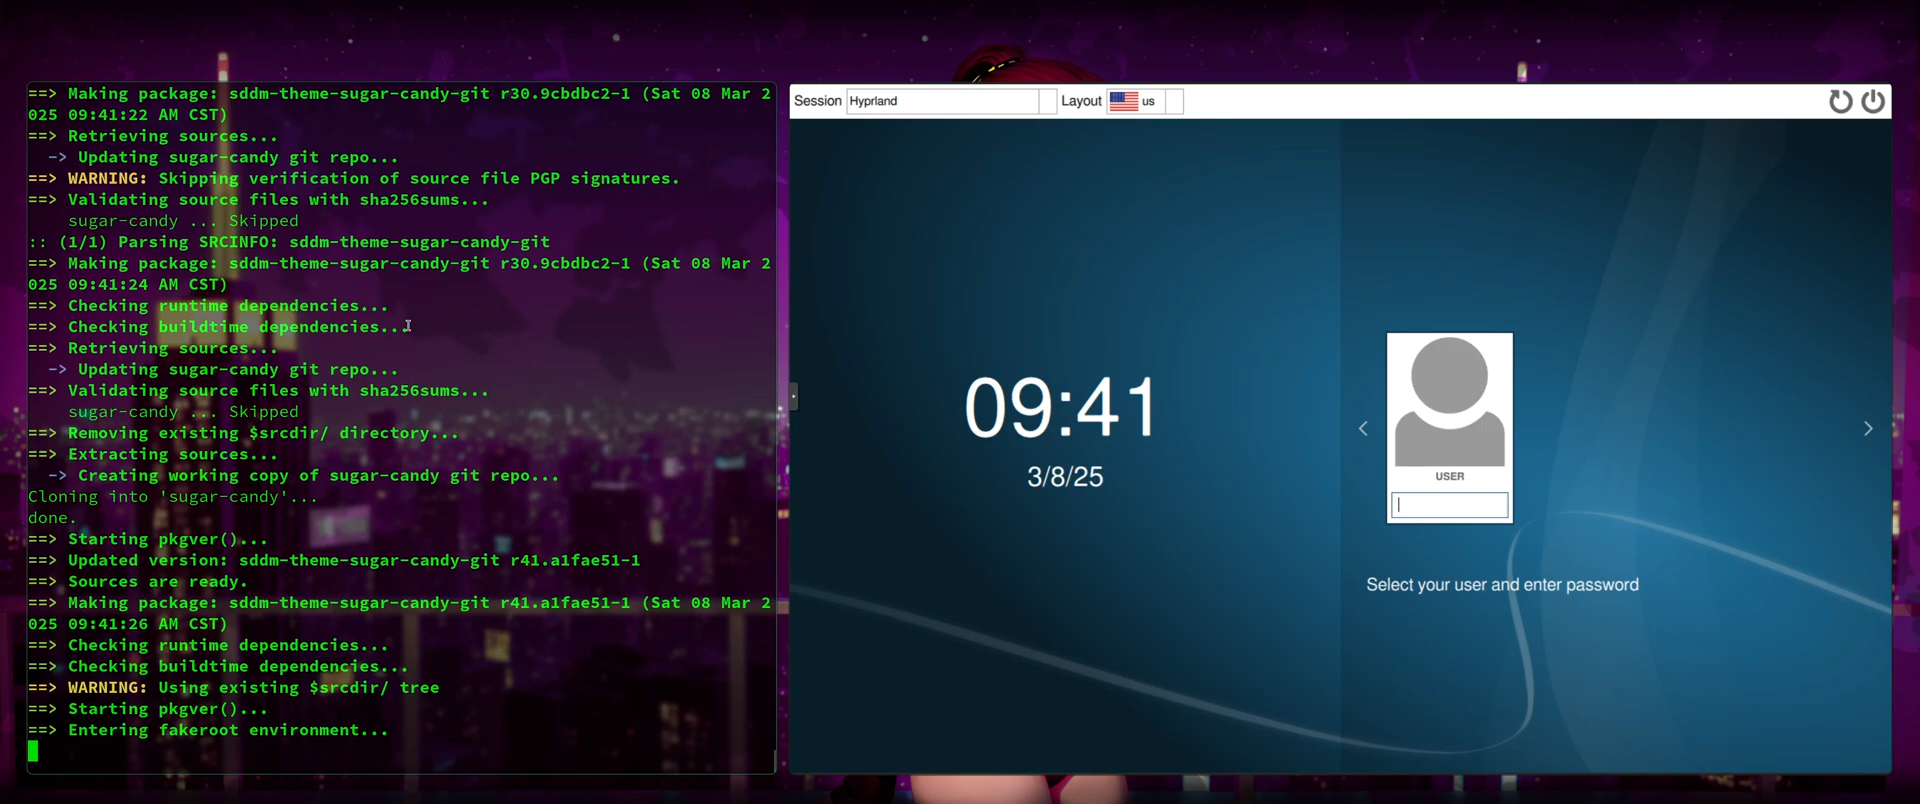 ==> Making package: sddm-theme-sugar-candy-git r30.9cbdbc2-1 (Sat 08 Mar 2
025 09:41:22 AM CST)
==> Retrieving sources...
  -> Updating sugar-candy git repo...
==> WARNING: Skipping verification of source file PGP signatures.
==> Validating source files with sha256sums...
    sugar-candy ... Skipped
:: (1/1) Parsing SRCINFO: sddm-theme-sugar-candy-git
==> Making package: sddm-theme-sugar-candy-git r30.9cbdbc2-1 (Sat 08 Mar 2
025 09:41:24 AM CST)
==> Checking runtime dependencies...
==> Checking buildtime dependencies...
==> Retrieving sources...
  -> Updating sugar-candy git repo...
==> Validating source files with sha256sums...
    sugar-candy ... Skipped
==> Removing existing $srcdir/ directory...
==> Extracting sources...
  -> Creating working copy of sugar-candy git repo...
Cloning into 'sugar-candy'...
done.
==> Starting pkgver()...
==> Updated version: sddm-theme-sugar-candy-git r41.a1fae51-1
==> Sources are ready.
==> Making package: sddm-theme-sugar-candy-git r41.a1fae51-1 (Sat 08 Mar 2
025 09:41:26 AM CST)
==> Checking runtime dependencies...
==> Checking buildtime dependencies...
==> WARNING: Using existing $srcdir/ tree
==> Starting pkgver()...
==> Entering fakeroot environment...
Session Hyprland Layout us
09:41
3/8/25
USER
Select your user and enter password